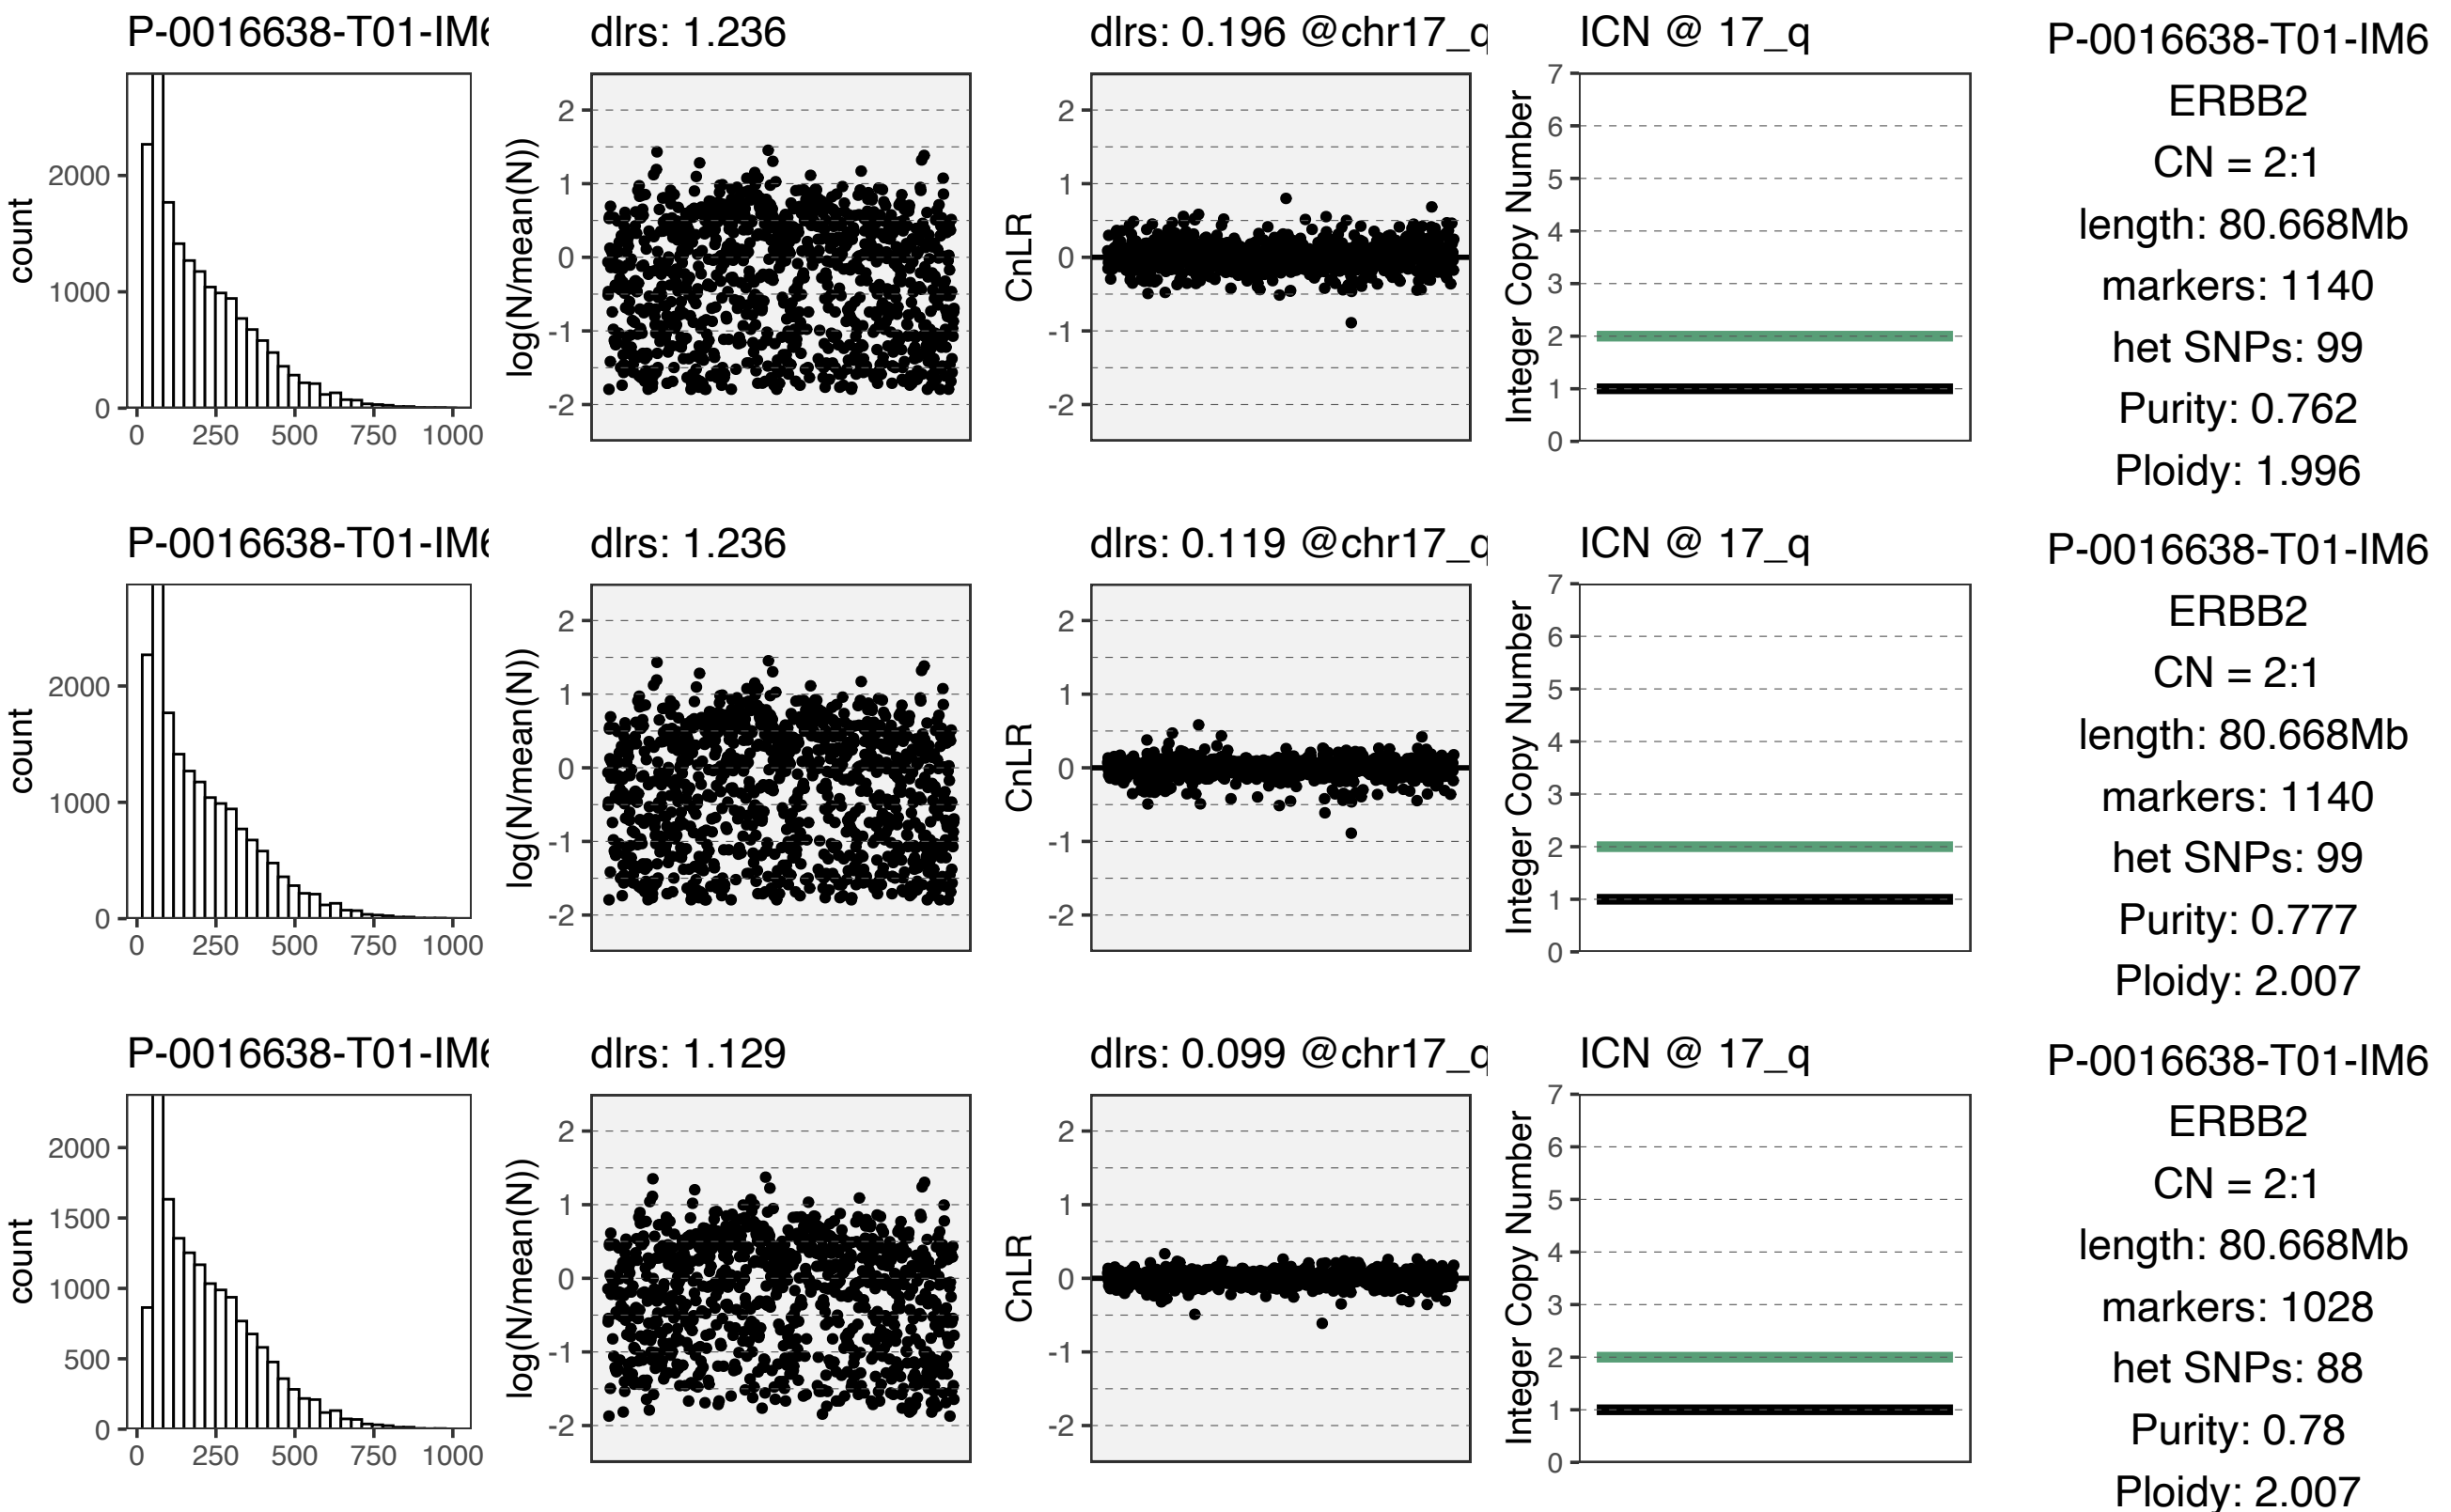 P-0016638-T01-IM6
dlrs: 1.236
dlrs: 0.196 @chr17_q
ICN @ 17_q
P-0016638-T01-IM6
ERBB2
CN = 2:1
length: 80.668Mb
markers: 1140
het SNPs: 99
Purity: 0.762
Ploidy: 1.996
count
2000
1000
0
0 250 500 750 1000
log(N/mean(N))
2
1
0
-1
-2
CnLR
2
1
0
-1
-2
Integer Copy Number
7
6
5
4
3
2
1
0
P-0016638-T01-IM6
dlrs: 1.236
dlrs: 0.119 @chr17_q
ICN @ 17_q
P-0016638-T01-IM6
ERBB2
CN = 2:1
length: 80.668Mb
markers: 1140
het SNPs: 99
Purity: 0.777
Ploidy: 2.007
count
2000
1000
0
0 250 500 750 1000
log(N/mean(N))
2
1
0
-1
-2
CnLR
2
1
0
-1
-2
Integer Copy Number
7
6
5
4
3
2
1
0
P-0016638-T01-IM6
dlrs: 1.129
dlrs: 0.099 @chr17_q
ICN @ 17_q
P-0016638-T01-IM6
ERBB2
CN = 2:1
length: 80.668Mb
markers: 1028
het SNPs: 88
Purity: 0.78
Ploidy: 2.007
count
2000
1500
1000
500
0
0 250 500 750 1000
log(N/mean(N))
2
1
0
-1
-2
CnLR
2
1
0
-1
-2
Integer Copy Number
7
6
5
4
3
2
1
0